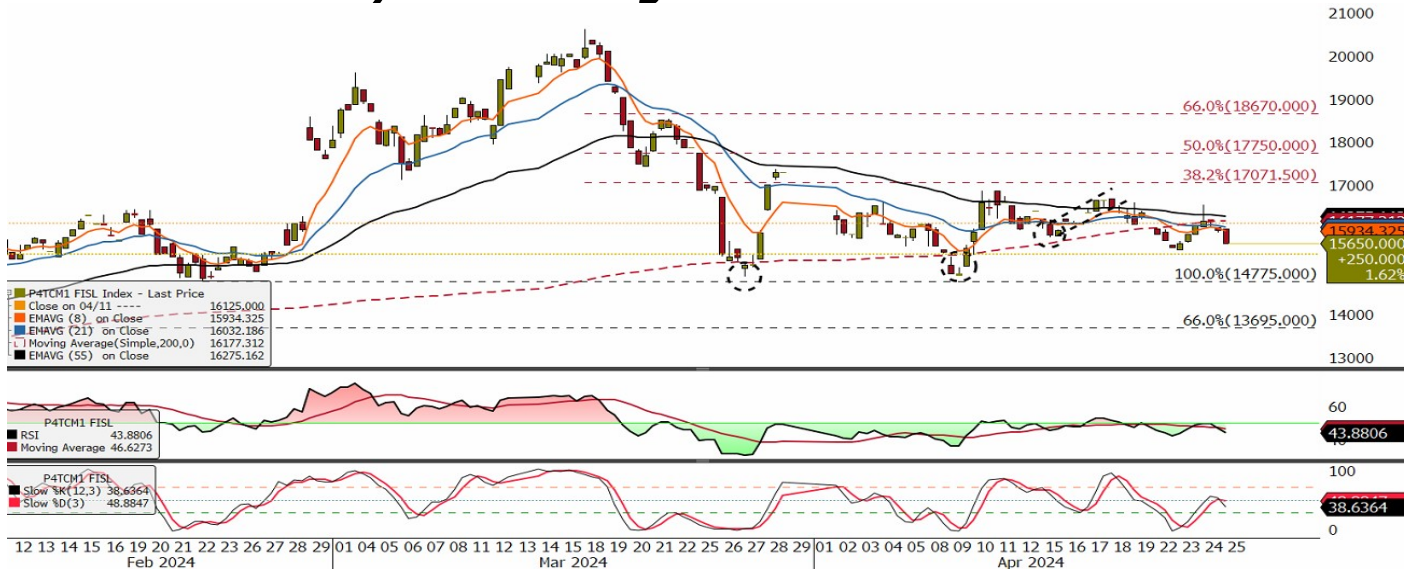 21000
20000
19000
18000
17000
14000
13000
66.0%(18670.000)
50.0%(17750.000)
38.2%(17071.500)
100.0%(14775.000)
66.0%(13695.000)
15934.325
15650.000
+250.000
1.62%
P4TCM1 FISL Index - Last Price
Close on 04/11 ---- 16125.000
EMAVG (8) on Close 15934.325
EMAVG (21) on Close 16032.186
Moving Average(Simple,200,0) 16177.312
EMAVG (55) on Close 16275.162
P4TCM1 FISL
RSI 43.8806
Moving Average 46.6273
60
43.8806
P4TCM1 FISL
Slow %K(12,3) 38.6364
Slow %D(3) 48.8847
100
38.6364
0
12 13 14 15 16 19 20 21 22 23 26 27 28 29 01 04 05 06 07 08 11 12 13 14 15 18 19 20 21 22 25 26 27 28 29 01 02 03 04 05 08 09 10 11 12 15 16 17 18 19 22 23 24 25
Feb 2024 Mar 2024 Apr 2024